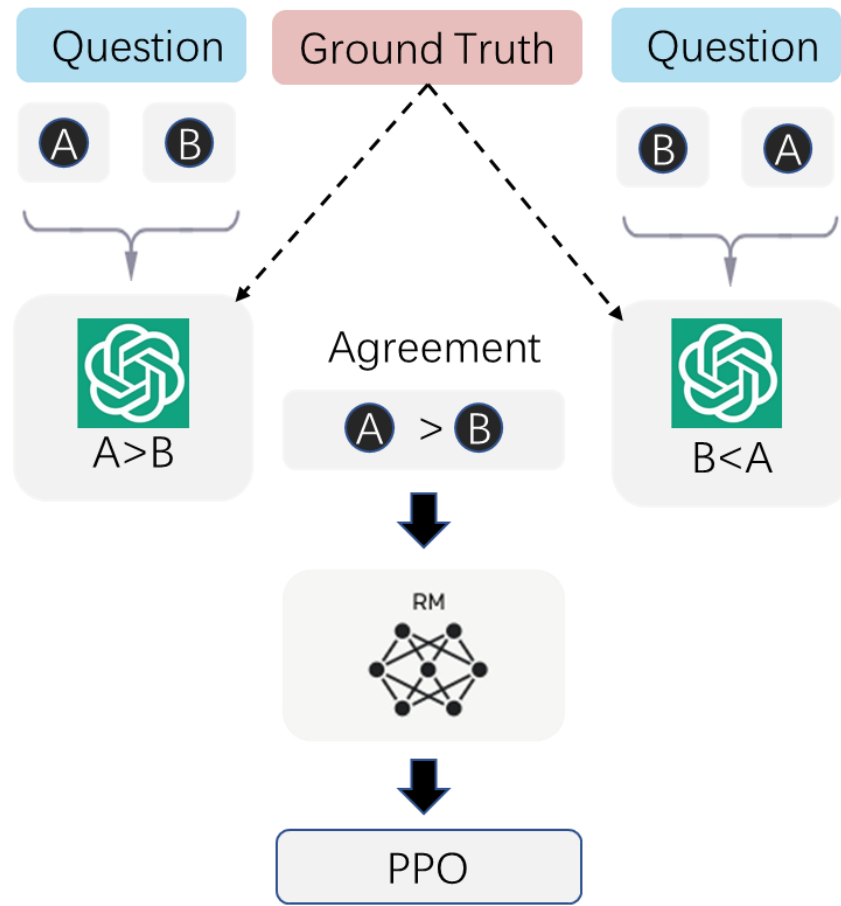 Question
Ground Truth
Question
A
B
B
A
A>B
Agreement
A > B
B<A
RM
PPO